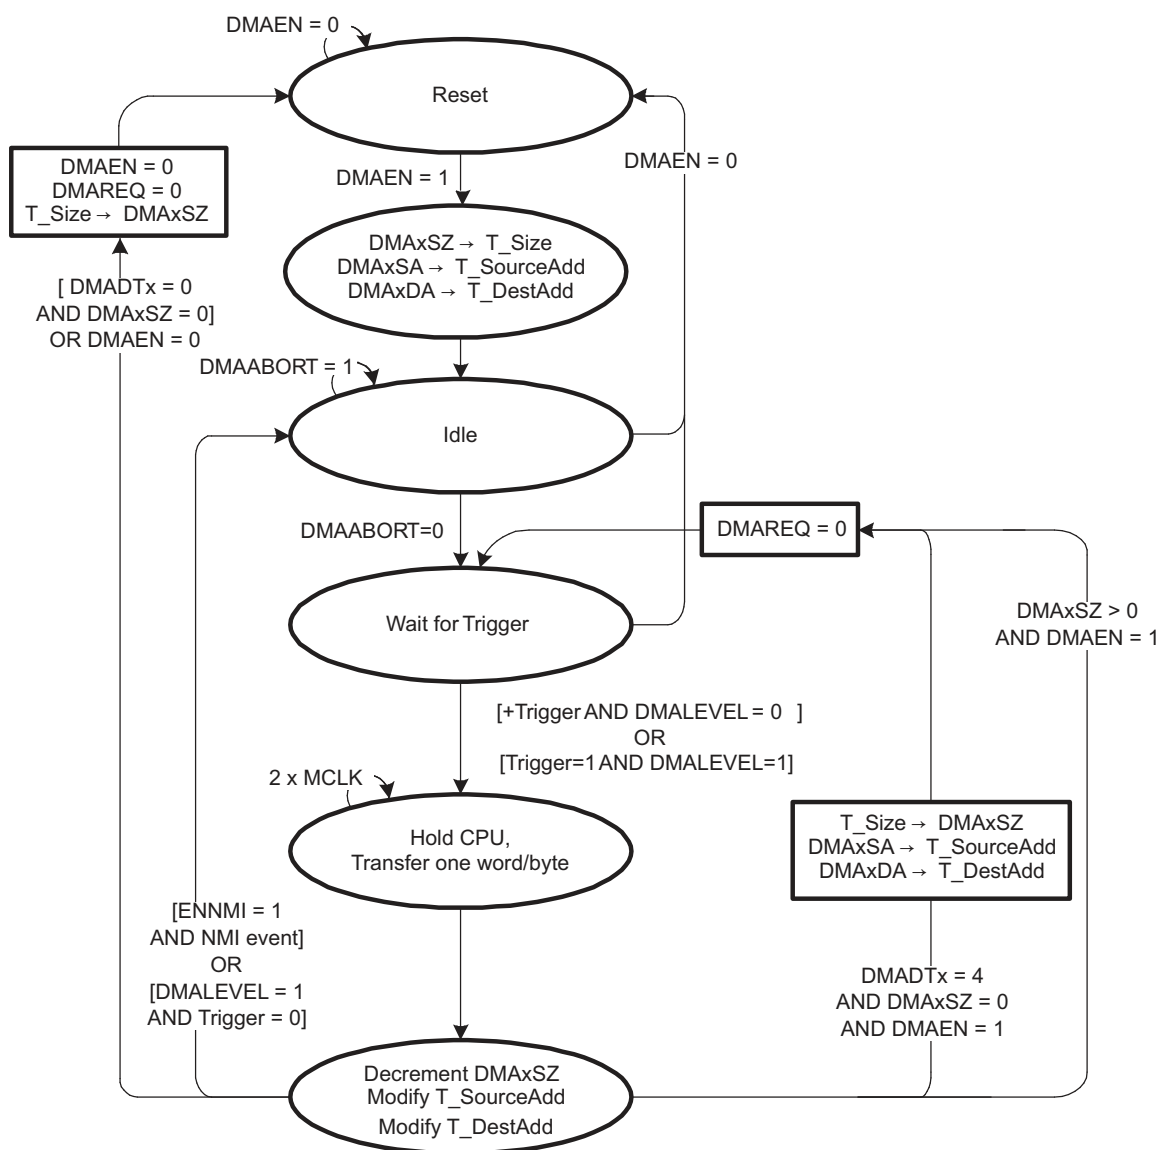 DMAEN = 0
Reset
DMAEN = 0
DMAREQ = 0
T_Size → DMAxSZ
DMAEN = 1
DMAEN = 0
DMAxSZ → T_Size
DMAxSA → T_SourceAdd
DMAxDA → T_DestAdd
[ DMADTx = 0
AND DMAxSZ = 0]
OR DMAEN = 0
DMAABORT = 1
Idle
DMAABORT=0
DMAREQ = 0
Wait for Trigger
DMAxSZ > 0
AND DMAEN = 1
[+Trigger AND DMALEVEL = 0 ]
OR
[Trigger=1 AND DMALEVEL=1]
2 x MCLK
Hold CPU,
Transfer one word/byte
T_Size → DMAxSZ
DMAxSA → T_SourceAdd
DMAxDA → T_DestAdd
[ENNMI = 1
AND NMI event]
OR
[DMALEVEL = 1
AND Trigger = 0]
DMADTx = 4
AND DMAxSZ = 0
AND DMAEN = 1
Decrement DMAxSZ
Modify T_SourceAdd
Modify T_DestAdd